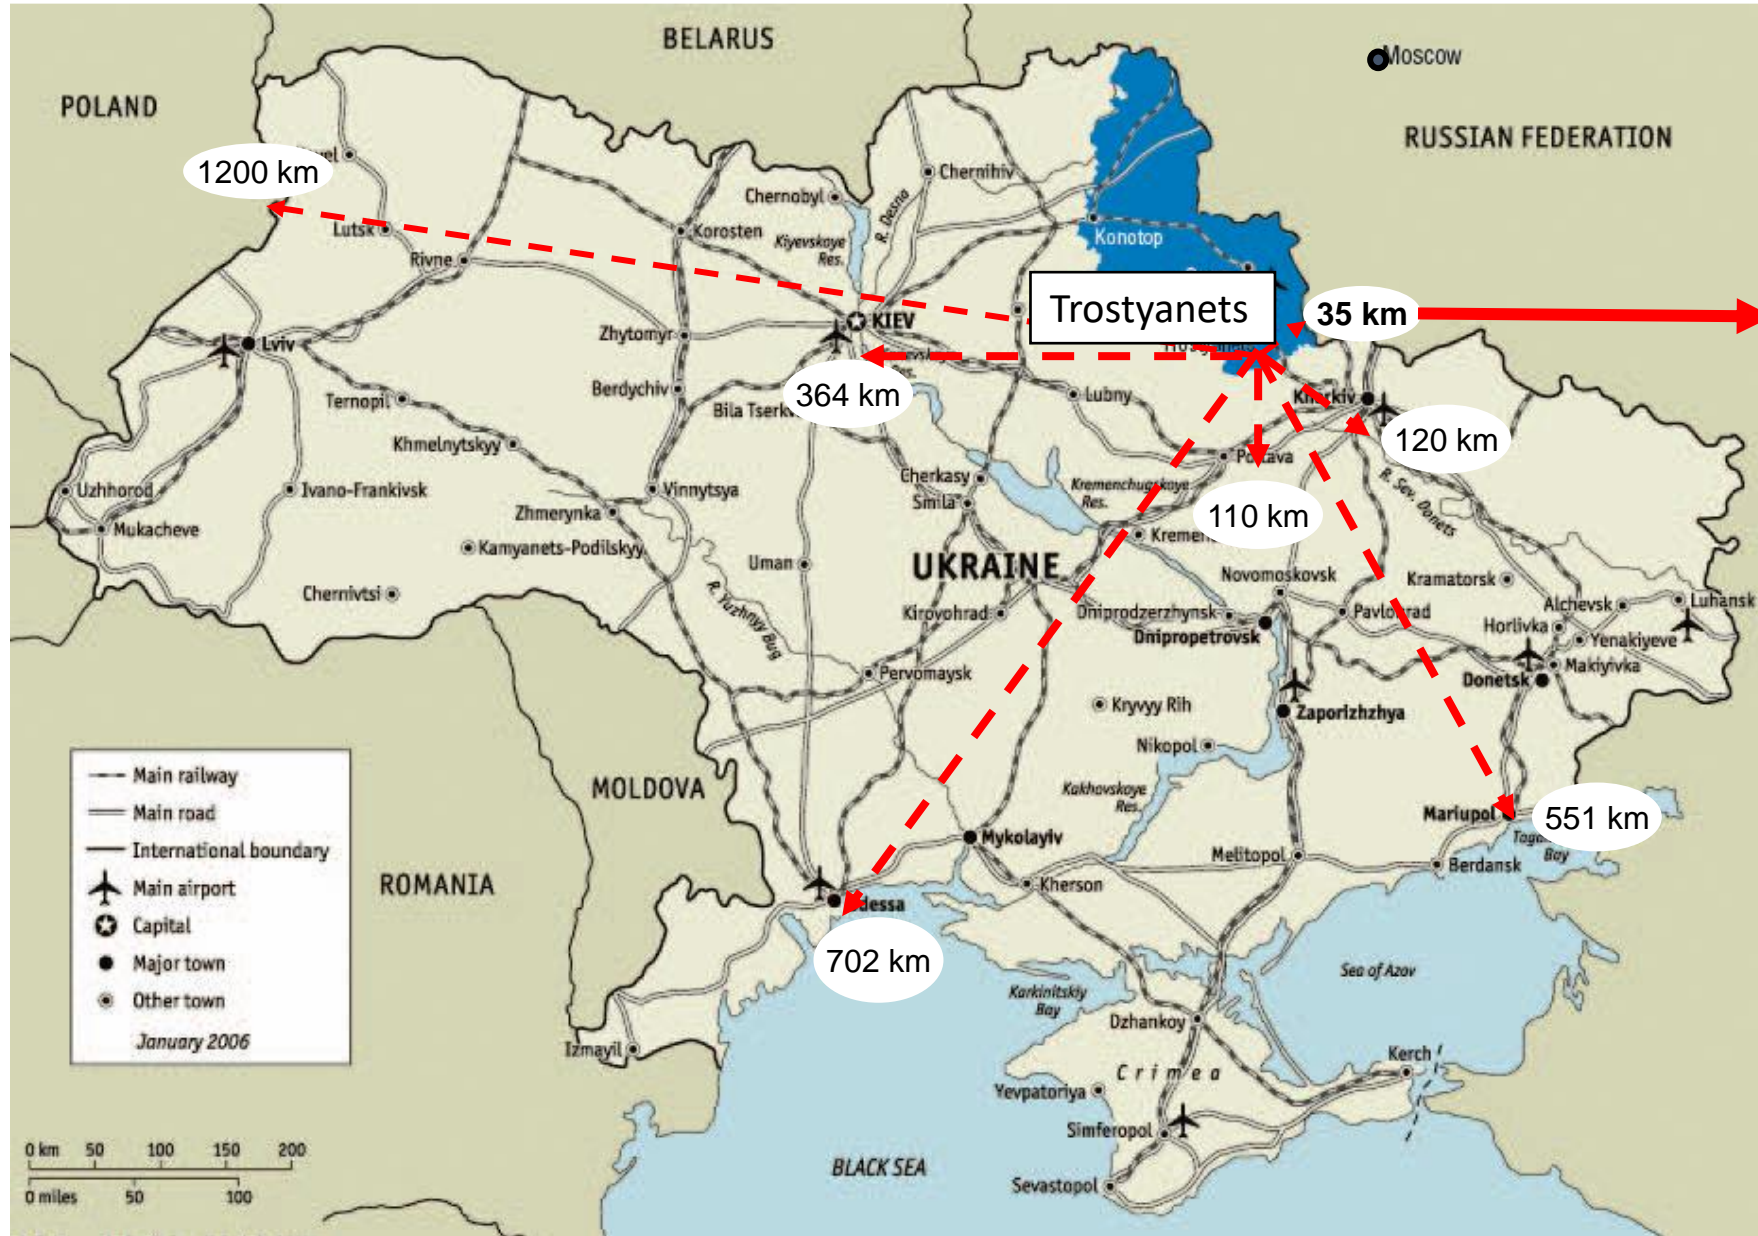 BELARUS
Moscow
POLAND
RUSSIAN FEDERATION
1200 km
Chernihiv
Chernobyl
R. Desna
Lutsk
Korosten
Kiyevskoye
Res.
Konotop
Rivne
Trostyanets
35 km
KIEV
Zhytomyr
Lviv
364 km
Berdychiv
Lubny
Kharkiv
Ternopil
Bila
120 km
Khmelnytskyy
Poltava
R. Sev. Donets
Cherkasy
Kremenchugskoye
Res.
Uzhhorod
Ivano-Frankivsk
Vinnytsya
Smila
110 km
Zhmerynka
Mukacheve
Kamyanets-Podilskyy
Uman
UKRAINE
Novomoskovsk
Kramatorsk
Chernivtsi
R. Yuzhnyy Bug
Kirovohrad
Dniprodzerzhynsk
Pavlohrad
Alchevsk
Luhansk
Dnipropetrovsk
Horlivka
Yenakiyeve
Makiyivka
Pervomaysk
Donetsk
Kryvyy Rih
Zaporizhzhya
Nikopol
MOLDOVA
Kakhovskoye
Res.
Main railway
Main road
International boundary
Main airport
Capital
Major town
Other town
January 2006
Mariupol
551 km
Bay
Mykolayiv
Melitopol
Berdansk
ROMANIA
Kherson
Odessa
702 km
Sea of Azov
Karkinitskiy
Bay
Dzhankoy
Izmayil
Kerch
Crimea
Yevpatoriya
Simferopol
0 km 50 100 150 200
BLACK SEA
0 miles 50 100
Sevastopol